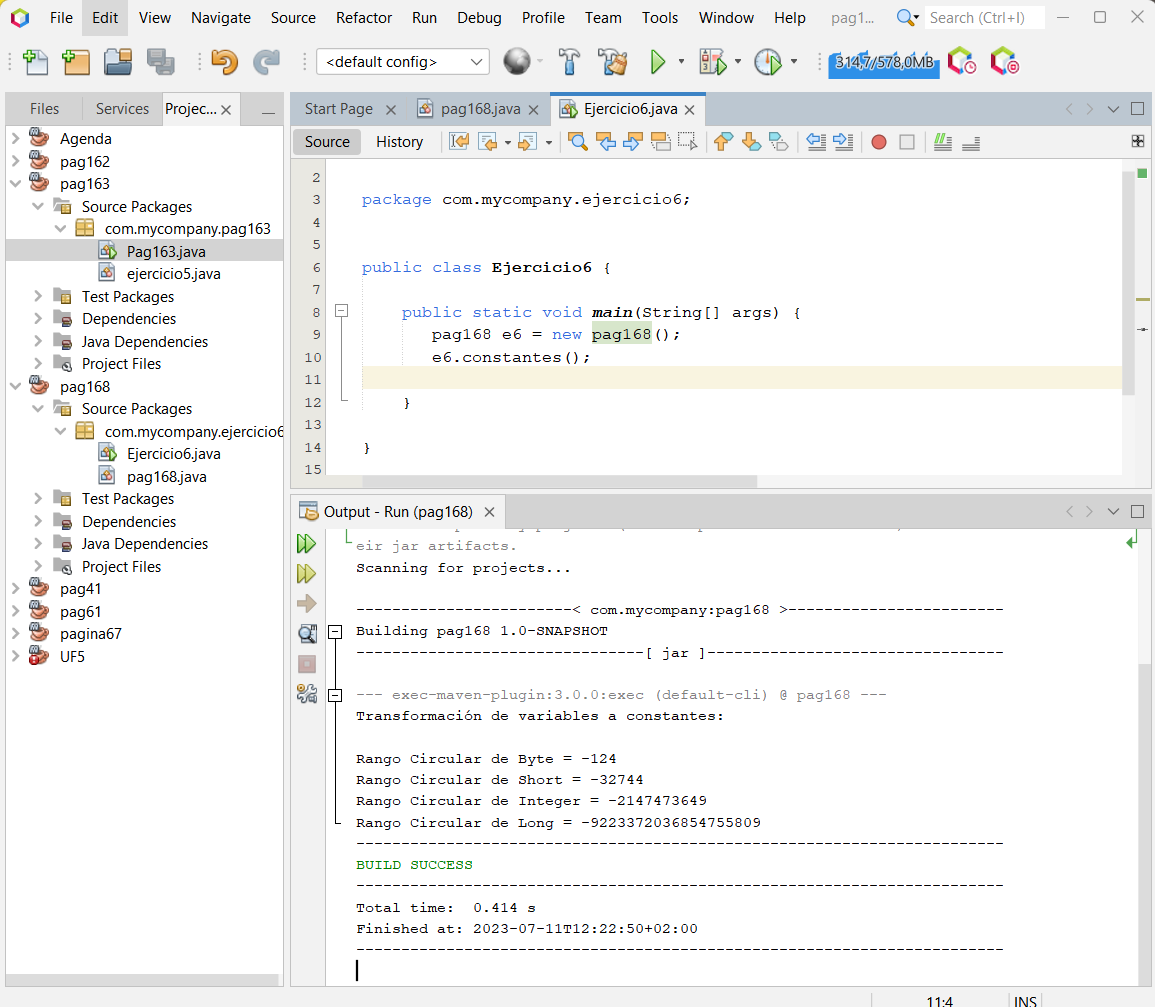 File Edit View Navigate Source Refactor Run Debug Profile Team Tools Window Help pag1... Search (Ctrl+I)
<default config> 314,7/578,0MB
Files Services Projec...
Agenda
pag162
pag163
Source Packages
com.mycompany.pag163
Pag163.java
ejercicio5.java
Test Packages
Dependencies
Java Dependencies
Project Files
pag168
Source Packages
com.mycompany.ejercicio6
Ejercicio6.java
pag168.java
Test Packages
Dependencies
Java Dependencies
Project Files
pag41
pag61
pagina67
UF5
Start Page pag168.java Ejercicio6.java
Source History
2
3 package com.mycompany.ejercicio6;
4
5
6 public class Ejercicio6 {
7
8 public static void main(String[] args) {
9 pag168 e6 = new pag168();
10 e6.constantes();
11
12 }
13
14 }
15
Output - Run (pag168)
eir jar artifacts.
Scanning for projects...
------------------------< com.mycompany:pag168 >------------------------
Building pag168 1.0-SNAPSHOT
--------------------------------[ jar ]---------------------------------
--- exec-maven-plugin:3.0.0:exec (default-cli) @ pag168 ---
Transformación de variables a constantes:
Rango Circular de Byte = -124
Rango Circular de Short = -32744
Rango Circular de Integer = -2147473649
Rango Circular de Long = -9223372036854755809
------------------------------------------------------------------------
BUILD SUCCESS
------------------------------------------------------------------------
Total time:  0.414 s
Finished at: 2023-07-11T12:22:50+02:00
------------------------------------------------------------------------
11:4 INS